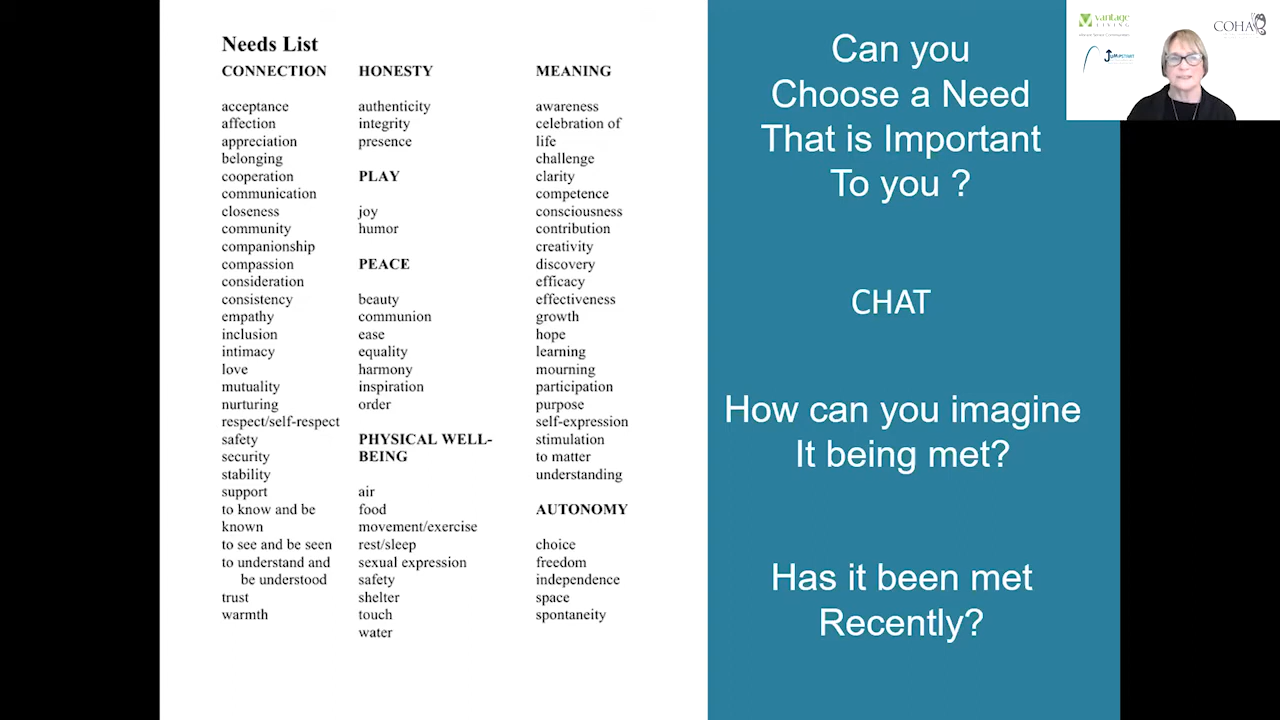 Needs List
CONNECTION
acceptance
affection
appreciation
belonging
cooperation
communication
closeness
community
companionship
compassion
consideration
consistency
empathy
inclusion
intimacy
love
mutuality
nurturing
respect/self-respect
safety
security
stability
support
to know and be
known
to see and be seen
to understand and
be understood
trust
warmth
HONESTY
authenticity
integrity
presence
PLAY
joy
humor
PEACE
beauty
communion
ease
equality
harmony
inspiration
order
PHYSICAL WELL-
BEING
air
food
movement/exercise
rest/sleep
sexual expression
safety
shelter
touch
water
MEANING
awareness
celebration of
life
challenge
clarity
competence
consciousness
contribution
creativity
discovery
efficacy
effectiveness
growth
hope
learning
mourning
participation
purpose
self-expression
stimulation
to matter
understanding
AUTONOMY
choice
freedom
independence
space
spontaneity
Can you
Choose a Need
That is Important
To you ?
CHAT
How can you imagine
It being met?
Has it been met
Recently?
vantage
LIVING
COHA